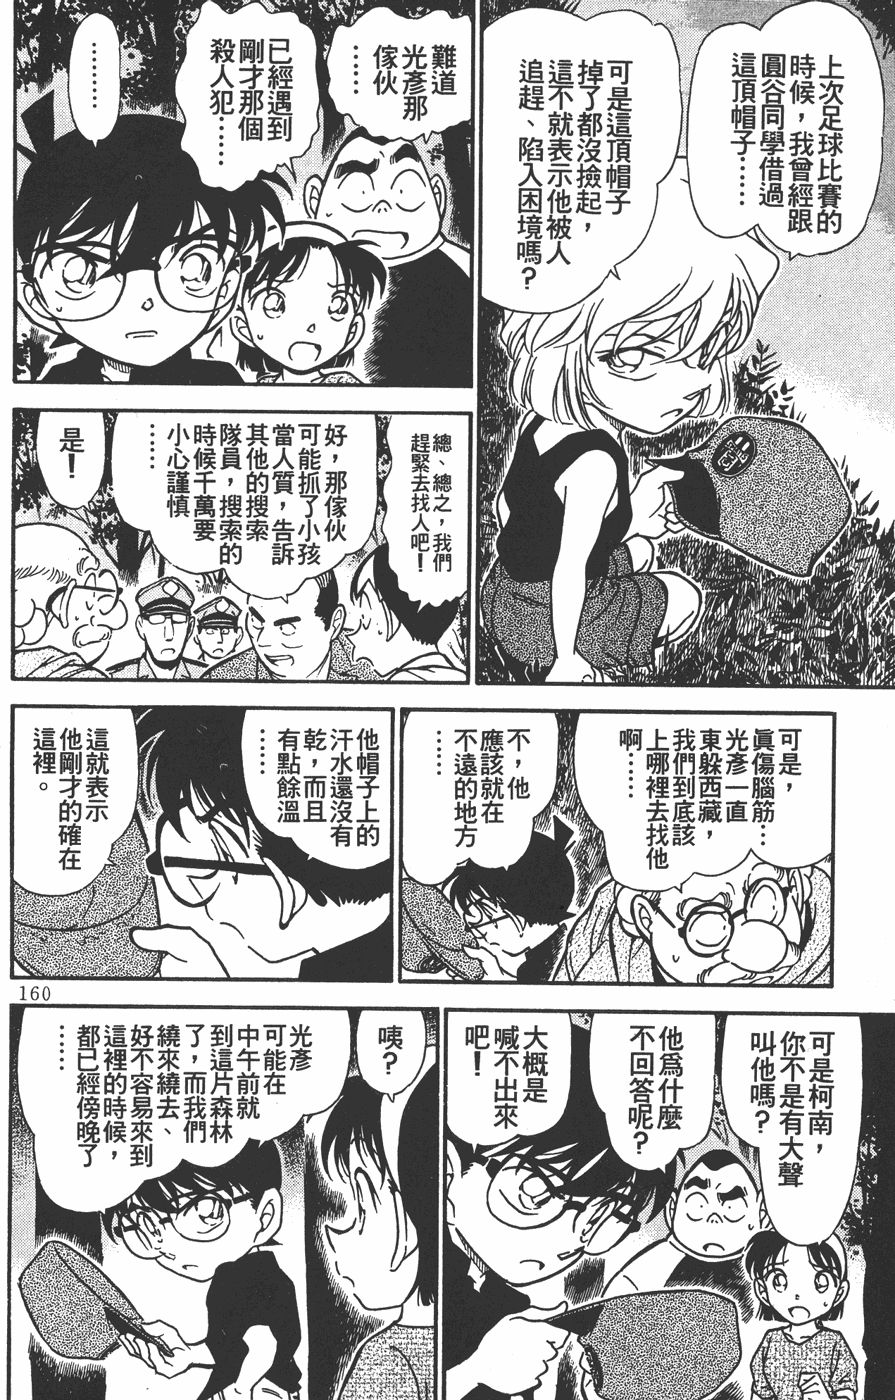 上次足球比賽的
時候，我曾經跟
圓谷同學借過
這頂帽子……
可是這頂帽子
掉了都沒撿起，
這不就表示他被人
追趕、陷入困境嗎？
難道
光彥那
傢伙
……
已經遇到
剛才那個
殺人犯……
……
總、總之，我們
趕緊去找人吧！
好，那傢伙
可能抓了小孩
當人質，告訴
其他的搜索
隊員，搜索的
時候千萬要
小心謹慎
……
是！
可是，
真傷腦筋…
光彥一直
東躲西藏，
我們到底該
上哪裡去找他
啊……
不，他
應該就在
不遠的地方
……
他帽子上的
汗水還沒有
乾，而且
有點餘溫
……
這就表示
他剛才的確在
這裡。
160
可是柯南，
你不是有大聲
叫他嗎？
他為什麼
不回答呢？
大概是
喊不出來
吧！
咦？
光彥
可能在
中午前就
到這片森林
了，而我們
繞來繞去、
好不容易來到
這裡的時候，
都已經傍晚了
……